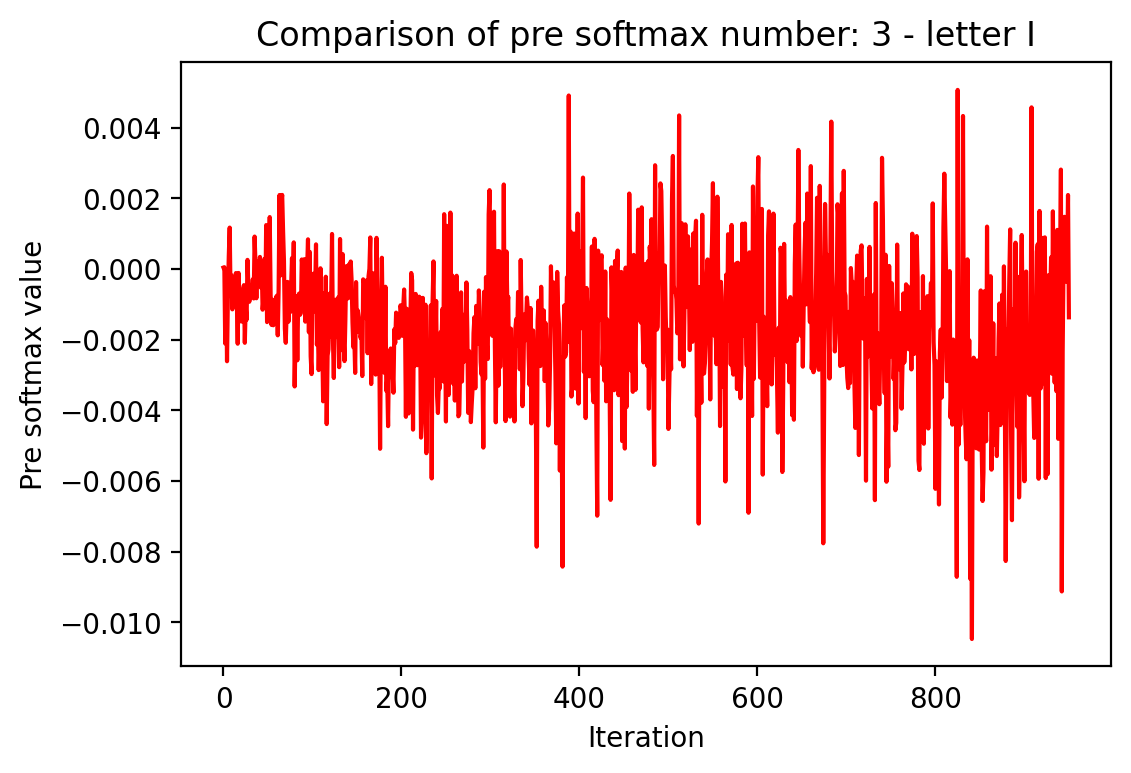 Comparison of pre softmax number: 3 - letter I
Pre softmax value
0.004
0.002
0.000
−0.002
−0.004
−0.006
−0.008
−0.010
0 200 400 600 800
Iteration